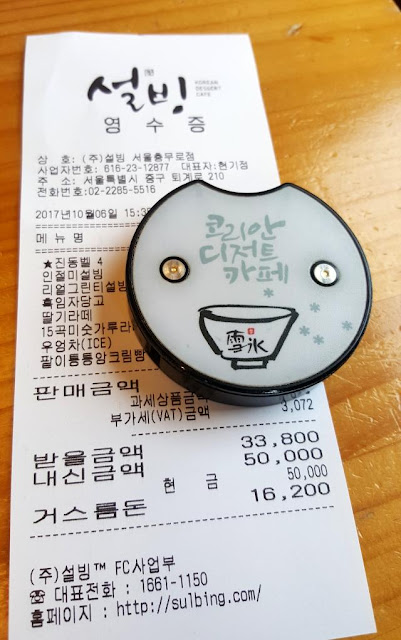 설빙
KOREAN
DESSERT
CAFE
영수증
상 호: (주)설빙 서울충무로점
사업자번호: 616-23-12877 대표자:현기정
주 소: 서울특별시 중구 퇴계로 210
전화번호:02-2285-5516
2017년10월06일 15:3
메뉴명
★진동벨 4
인절미설빙
리얼그린티설빙
흑임자당고
딸기라떼
15곡미숫가루라
우엉차(ICE)
팥이통통앙크림빵
판매금액
과세상품금액
부가세(VAT)금액 3,072
받을금액 33,800
내신금액 50,000
현 금 50,000
거스름돈 16,200
(주)설빙™ FC사업부
☎ 대표전화 : 1661-1150
홈페이지 : http://sulbing.com/
코리안
디저트
카페
雪氷